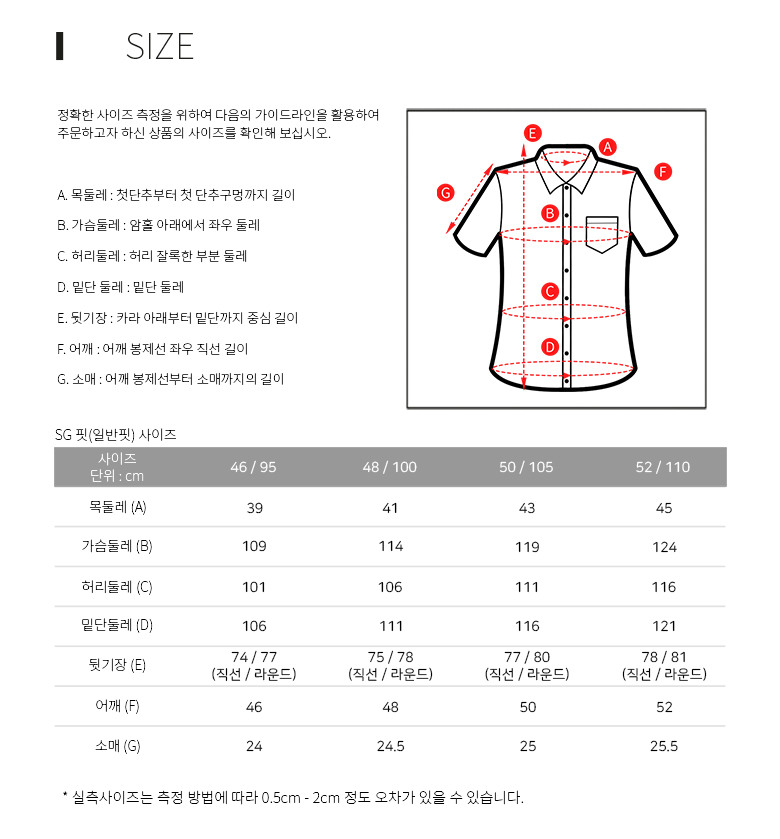 SIZE
정확한 사이즈 측정을 위하여 다음의 가이드라인을 활용하여
주문하고자 하신 상품의 사이즈를 확인해 보십시오.
A. 목둘레 : 첫단추부터 첫 단추구멍까지 길이
B. 가슴둘레 : 암홀 아래에서 좌우 둘레
C. 허리둘레 : 허리 잘록한 부분 둘레
D. 밑단 둘레 : 밑단 둘레
E. 뒷기장 : 카라 아래부터 밑단까지 중심 길이
F. 어깨 : 어깨 봉제선 좌우 직선 길이
G. 소매 : 어깨 봉제선부터 소매까지의 길이
E
A
F
G
B
C
D
SG 핏(일반핏) 사이즈
사이즈
단위 : cm
46 / 95 48 / 100 50 / 105 52 / 110
목둘레 (A) 39 41 43 45
가슴둘레 (B) 109 114 119 124
허리둘레 (C) 101 106 111 116
밑단둘레 (D) 106 111 116 121
뒷기장 (E) 74 / 77 75 / 78 77 / 80 78 / 81
(직선 / 라운드) (직선 / 라운드) (직선 / 라운드) (직선 / 라운드)
어깨 (F) 46 48 50 52
소매 (G) 24 24.5 25 25.5
* 실측사이즈는 측정 방법에 따라 0.5cm - 2cm 정도 오차가 있을 수 있습니다.